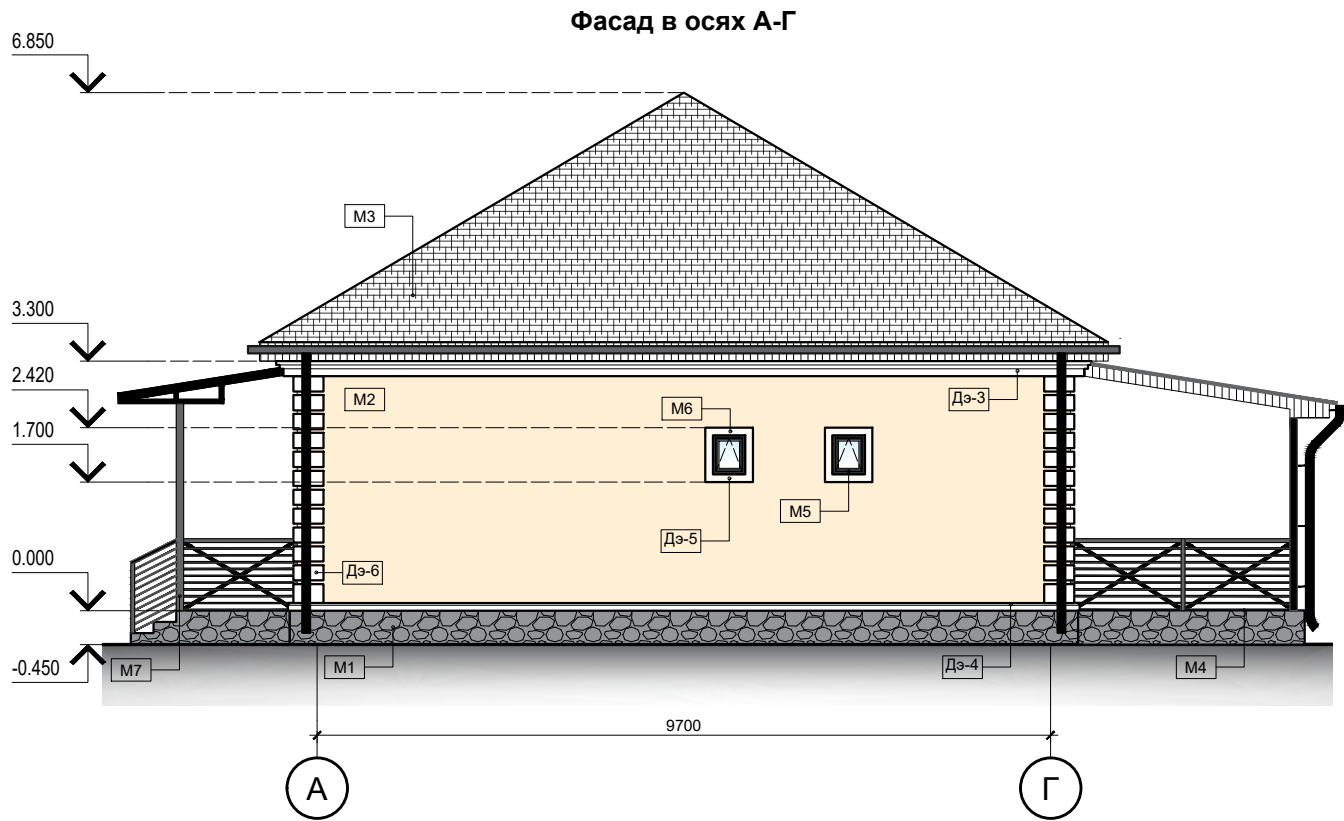 Фасад в осях А-Г
6.850
М3
3.300
2.420
М2
Дэ-3
М6
1.700
М5
Дэ-5
0.000
Дэ-6
-0.450
М7
М1
Дэ-4
М4
9700
А
Г